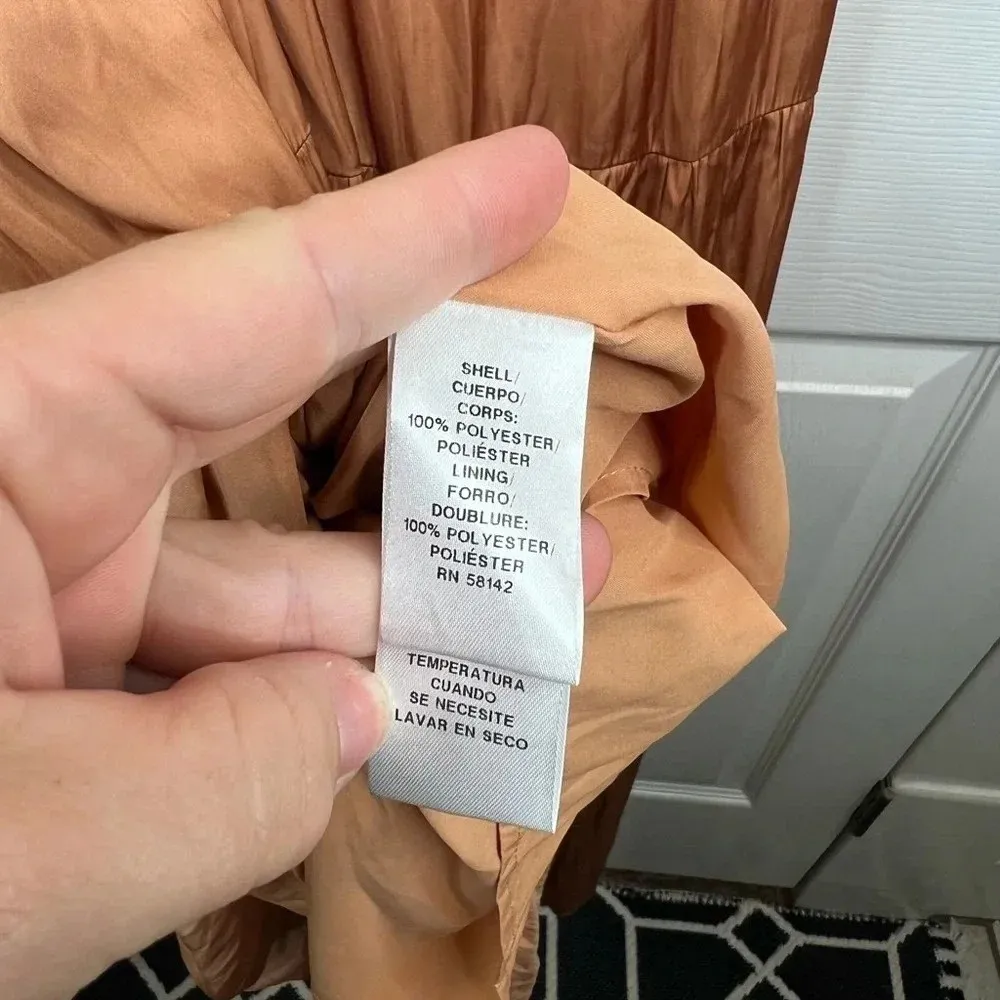 SHELL/
CUERPO/
CORPS:
100% POLYESTER/
POLIÉSTER
LINING/
FORRO/
DOUBLURE:
100% POLYESTER/
POLIÉSTER
RN 58142
TEMPERATURA
CUANDO
SE NECESITE
LAVAR EN SECO